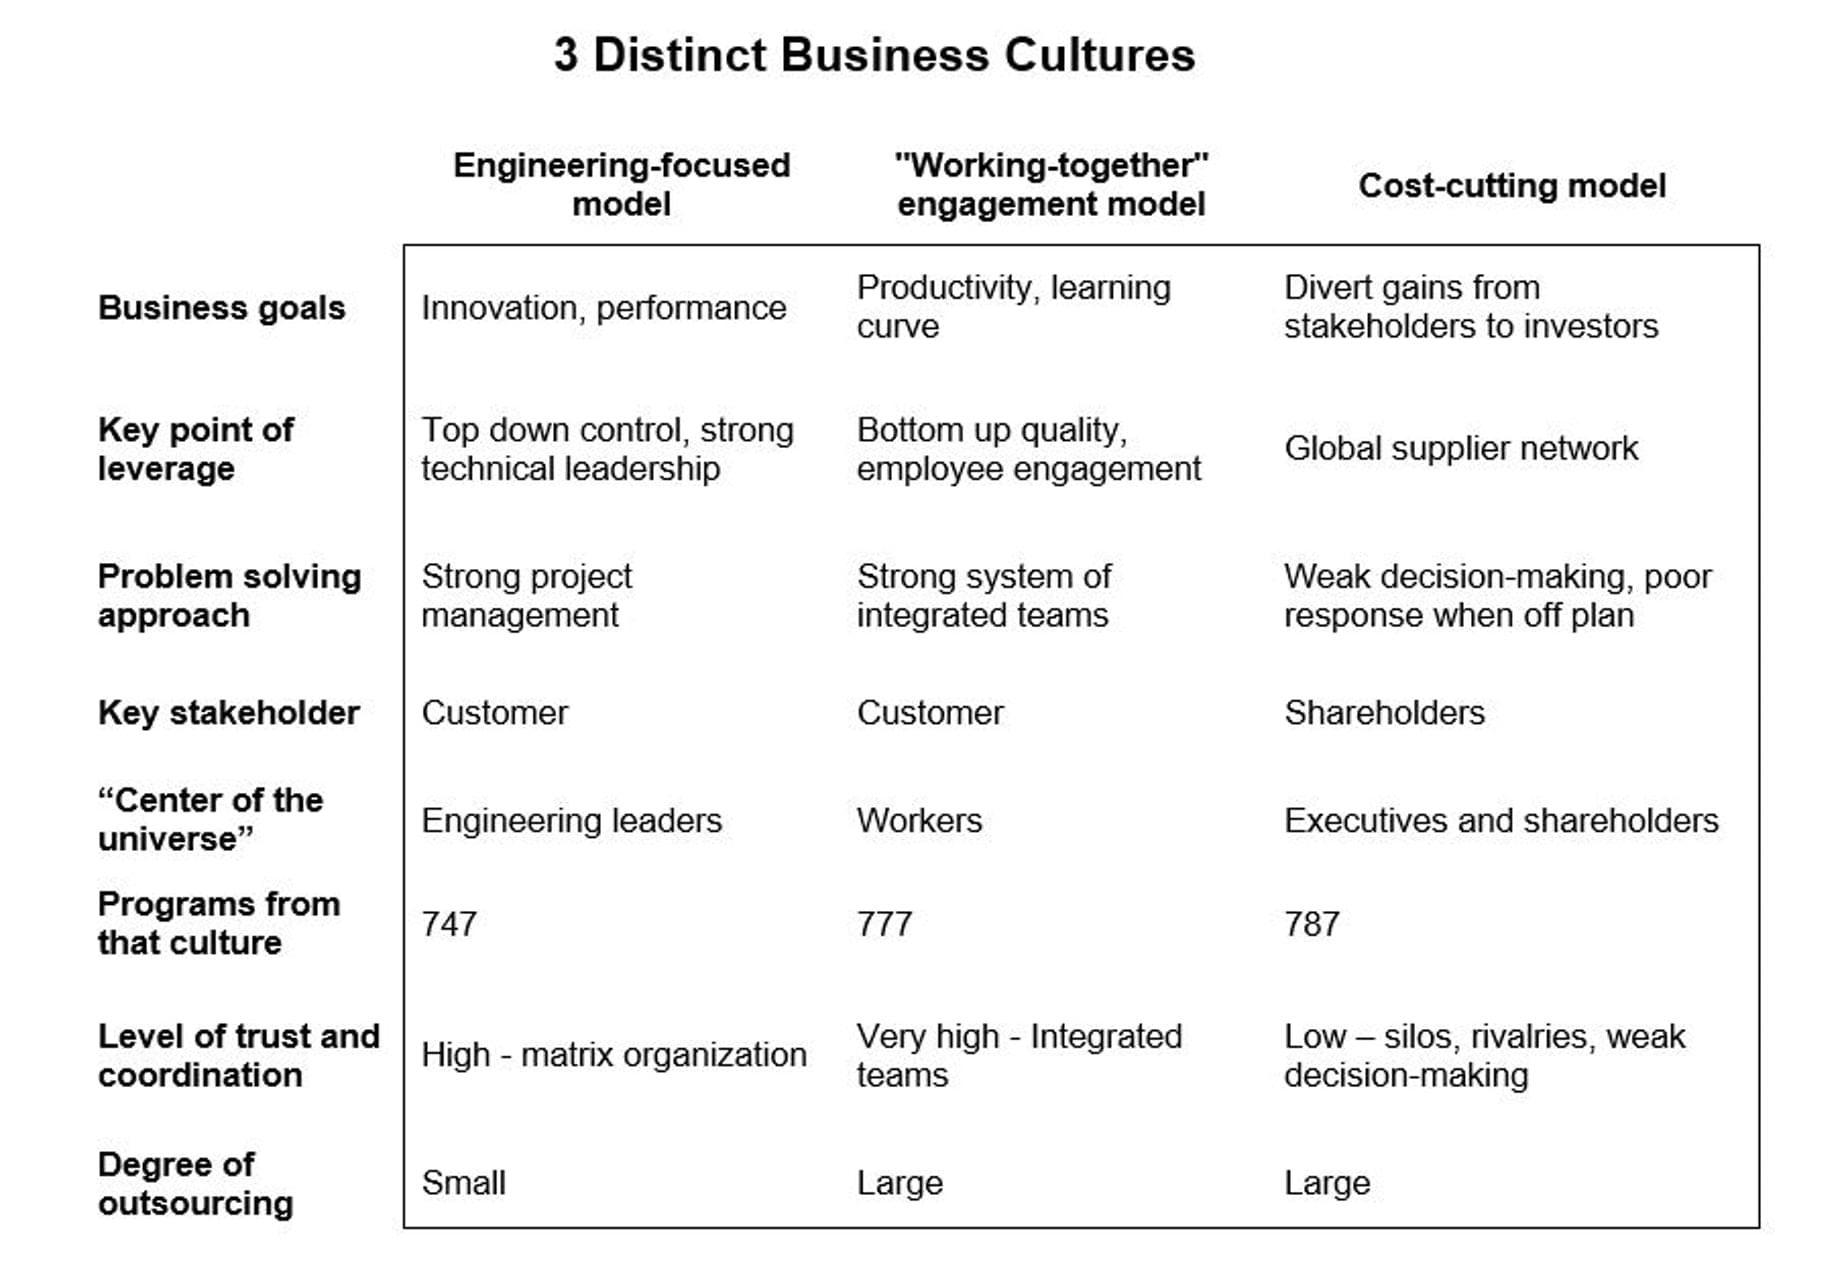 3 Distinct Business Cultures
Engineering-focused
model
"Working-together"
engagement model
Cost-cutting model
Business goals
Innovation, performance
Productivity, learning
curve
Divert gains from
stakeholders to investors
Key point of
leverage
Top down control, strong
technical leadership
Bottom up quality,
employee engagement
Global supplier network
Problem solving
approach
Strong project
management
Strong system of
integrated teams
Weak decision-making, poor
response when off plan
Key stakeholder
Customer
Customer
Shareholders
“Center of the
universe”
Engineering leaders
Workers
Executives and shareholders
Programs from
that culture
747
777
787
Level of trust and
coordination
High - matrix organization
Very high - Integrated
teams
Low – silos, rivalries, weak
decision-making
Degree of
outsourcing
Small
Large
Large